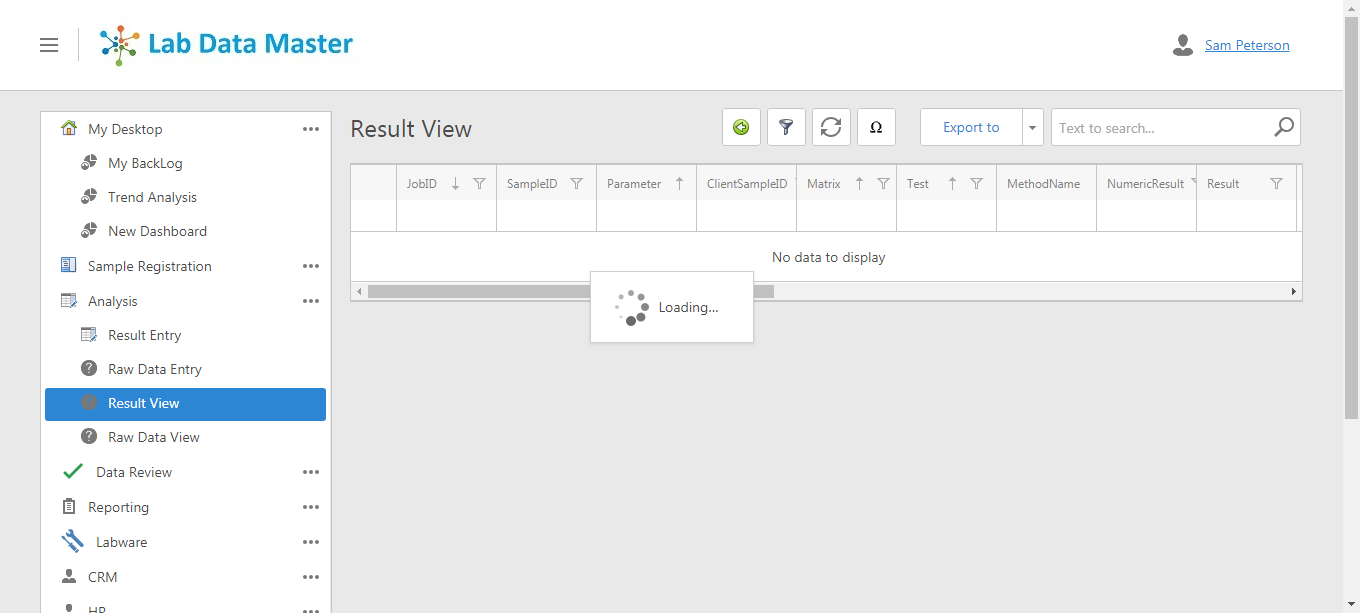 Lab Data Master
Sam Peterson
My Desktop
My BackLog
Trend Analysis
New Dashboard
Sample Registration
Analysis
Result Entry
Raw Data Entry
Result View
Raw Data View
Data Review
Reporting
Labware
CRM
HR
Result View
Ω
Export to
Text to search...
JobID SampleID Parameter ClientSampleID Matrix Test MethodName NumericResult Result
No data to display
Loading...